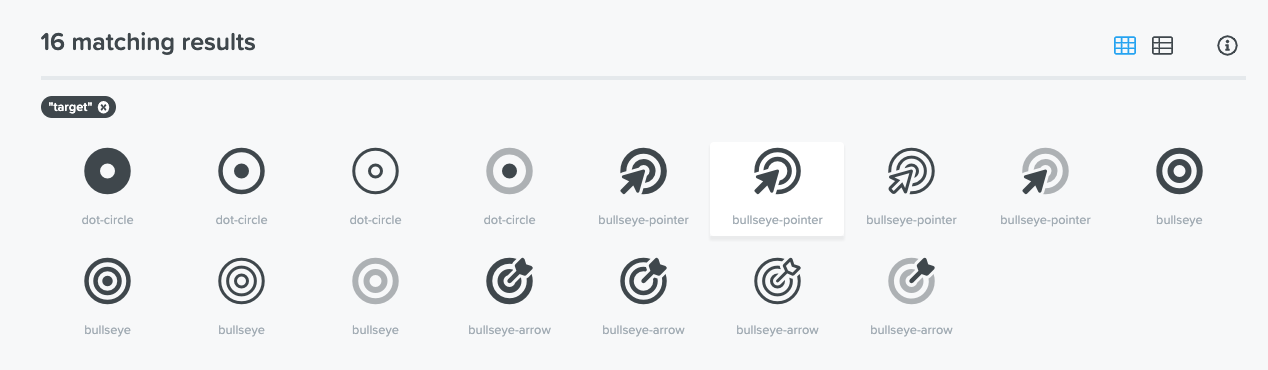 16 matching results
"target"
dot-circle
dot-circle
dot-circle
dot-circle
bullseye-pointer
bullseye-pointer
bullseye-pointer
bullseye-pointer
bullseye
bullseye
bullseye
bullseye
bullseye-arrow
bullseye-arrow
bullseye-arrow
bullseye-arrow